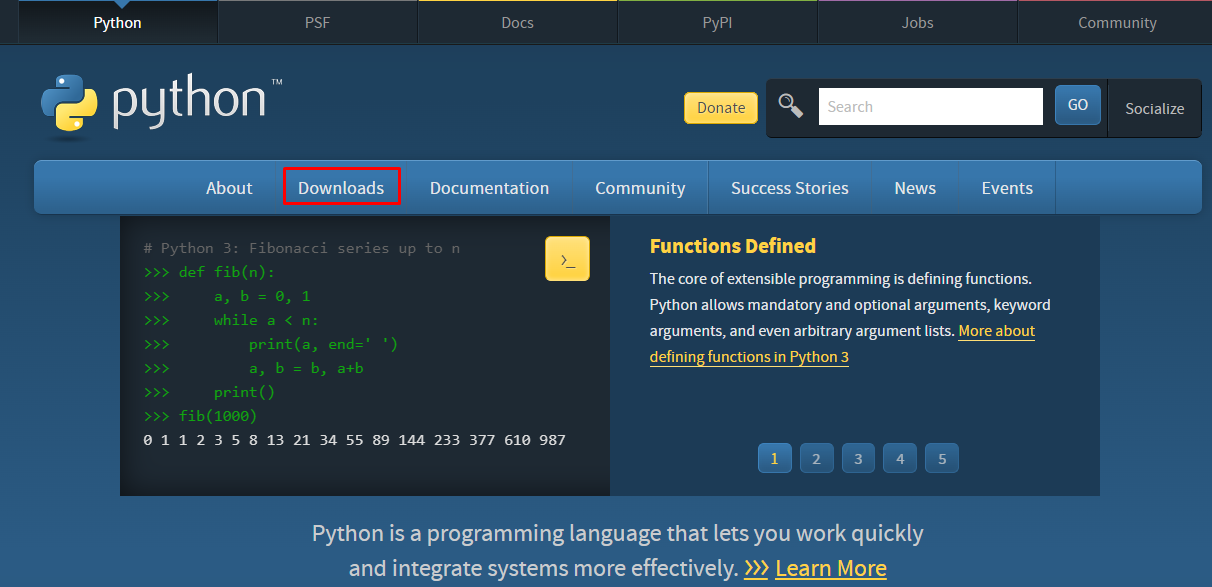 Python PSF Docs PyPI Jobs Community
python™
Donate Search GO Socialize
About Downloads Documentation Community Success Stories News Events
# Python 3: Fibonacci series up to n
>>> def fib(n):
>>>     a, b = 0, 1
>>>     while a < n:
>>>         print(a, end=' ')
>>>         a, b = b, a+b
>>>     print()
>>> fib(1000)
0 1 1 2 3 5 8 13 21 34 55 89 144 233 377 610 987
>_
Functions Defined
The core of extensible programming is defining functions.
Python allows mandatory and optional arguments, keyword
arguments, and even arbitrary argument lists. More about
defining functions in Python 3
1 2 3 4 5
Python is a programming language that lets you work quickly
and integrate systems more effectively. >>> Learn More